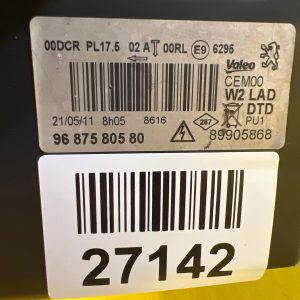 00DCR PL17.5 02 A T 00RL E9 6295
Valeo
CEM00
W2 LAD
DTD
21/05/11 8h05 8616
287
PU1
96 875 805 80
89905868
27142